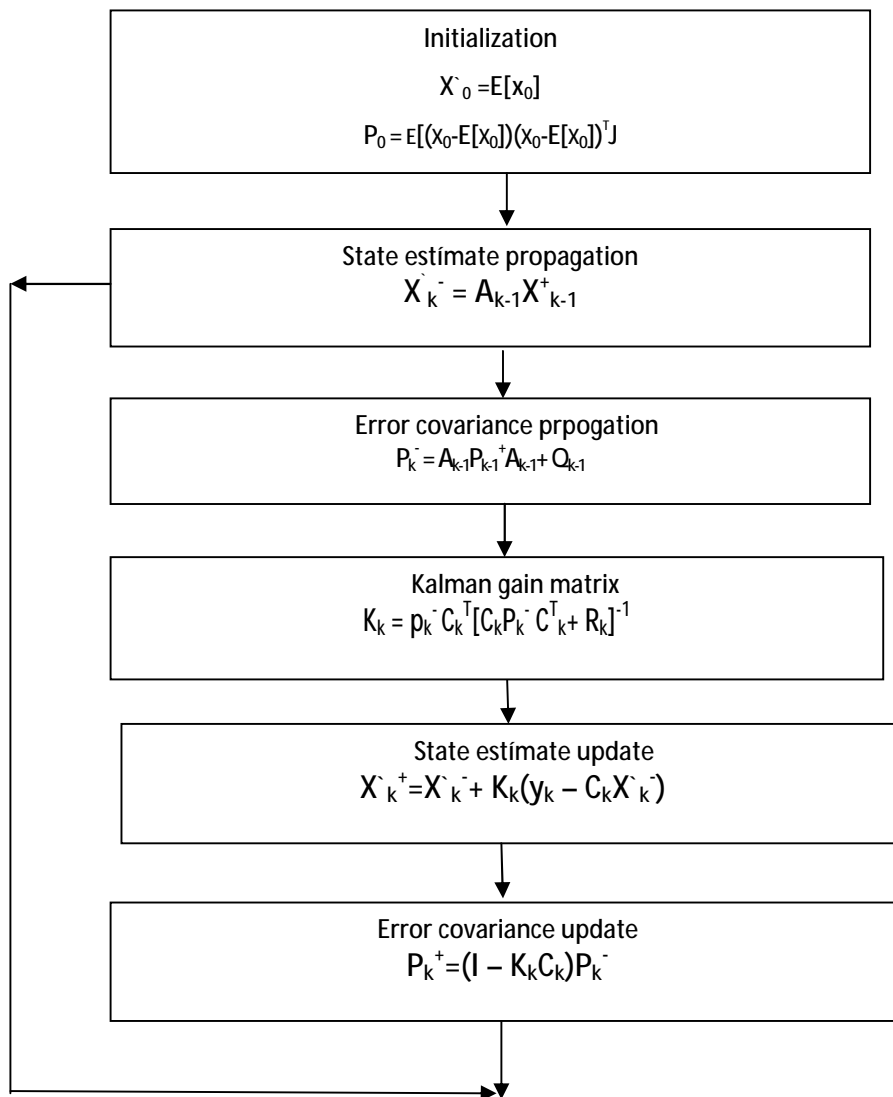 Initialization
X`₀ =E[x₀]
P₀ = E[(x₀-E[x₀])(x₀-E[x₀])ᵀJ
State estímate propagation
X`ₖ⁻ = Aₖ₋₁X⁺ₖ₋₁
Error covariance prpogation
Pₖ⁻ = Aₖ₋₁Pₖ₋₁⁺Aₖ₋₁+ Qₖ₋₁
Kalman gain matrix
Kₖ = pₖ⁻ Cₖᵀ[CₖPₖ⁻ Cᵀₖ+ Rₖ]⁻¹
State estímate update
X`ₖ⁺=X`ₖ⁻+ Kₖ(yₖ – CₖX`ₖ⁻)
Error covariance update
Pₖ⁺=(I – KₖCₖ)Pₖ⁻